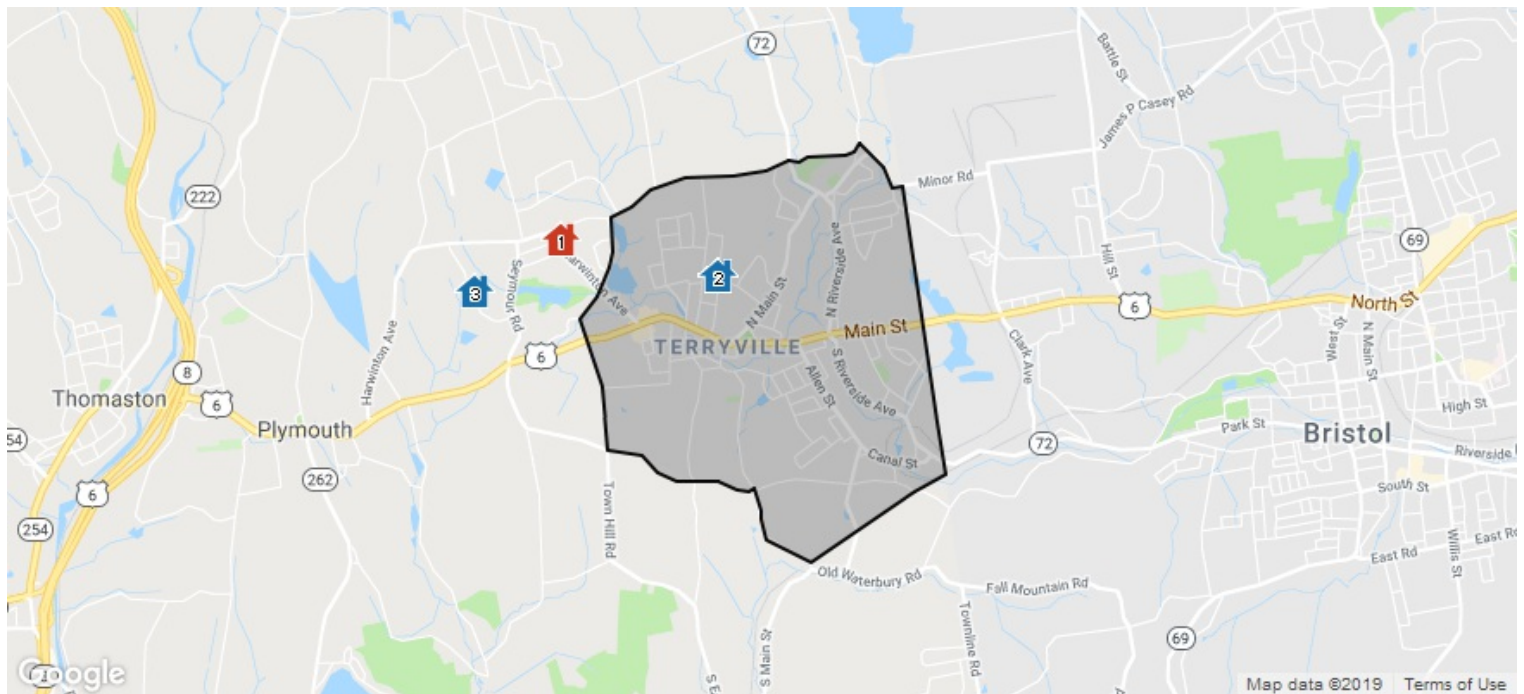 72
Battle St
James P Casey Rd
222
Minor Rd
69
1
Seymour Rd
Harwinton Ave
Hill St
2
3
N Main St
N Riverside Ave
6
North St
Main St
TERRYVILLE
6
West St
N Main St
Clark Ave
8
Harwinton Ave
Thomaston
6
Allen St
S Riverside Ave
High St
Plymouth
Park St
Bristol
254
72
Canal St
Riverside
262
6
South St
Town Hill Rd
254
Willis St
East Rd
East Rd
Old Waterbury Rd
Fall Mountain Rd
Townline Rd
S Main St
69
Google
Map data ©2019
Terms of Use